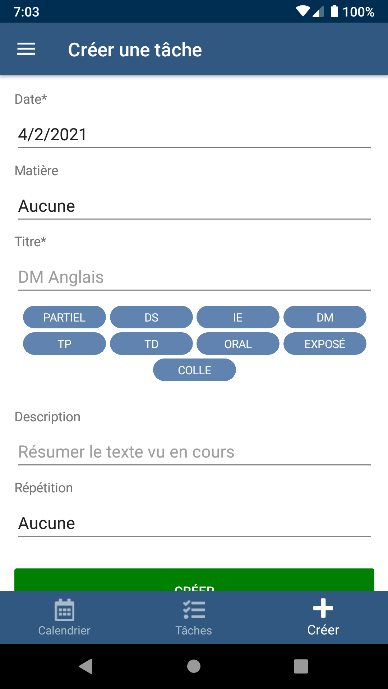 7:03
100%
Créer une tâche
Date*
4/2/2021
Matière
Aucune
Titre*
DM Anglais
PARTIEL DS IE DM
TP TD ORAL EXPOSÉ
COLLE
Description
Résumer le texte vu en cours
Répétition
Aucune
CRÉER
Calendrier Tâches Créer